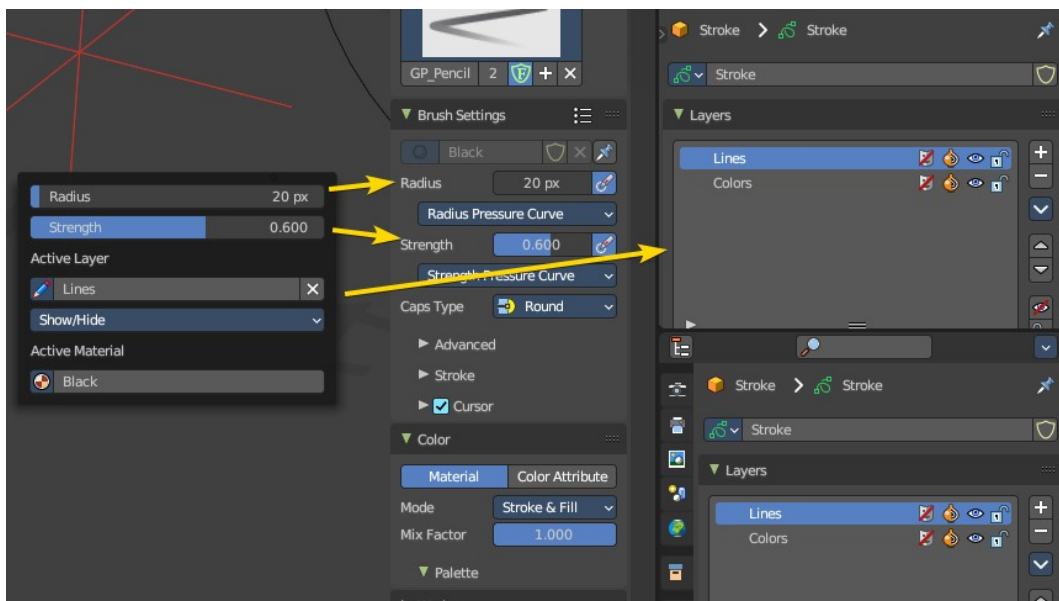 Radius 20 px
Strength 0.600
Active Layer
Lines
Show/Hide
Active Material
Black
GP_Pencil 2
Brush Settings
Black
Radius 20 px
Radius Pressure Curve
Strength 0.600
Strength Pressure Curve
Caps Type Round
Advanced
Stroke
Cursor
Color
Material Color Attribute
Mode Stroke & Fill
Mix Factor 1.000
Palette
Stroke Stroke
Stroke
Layers
Lines
Colors
Stroke Stroke
Stroke
Layers
Lines
Colors